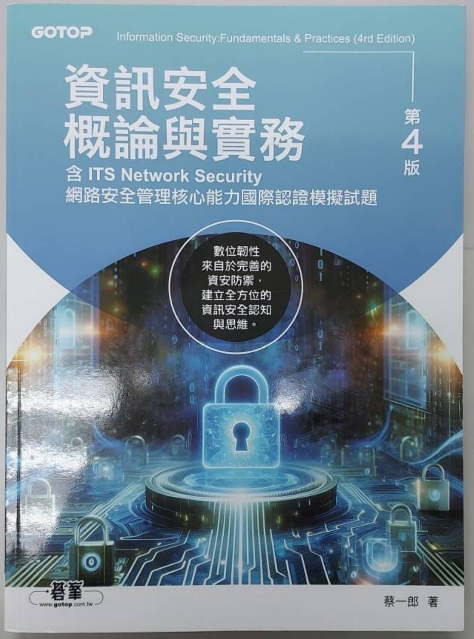 GOTOP
Information Security:Fundamentals & Practices (4rd Edition)
資訊安全
概論與實務
第4版
含 ITS Network Security
網路安全管理核心能力國際認證模擬試題
數位韌性
來自於完善的
資安防禦，
建立全方位的
資訊安全認知
與思維。
碁峯
www.gotop.com.tw
蔡一郎 著